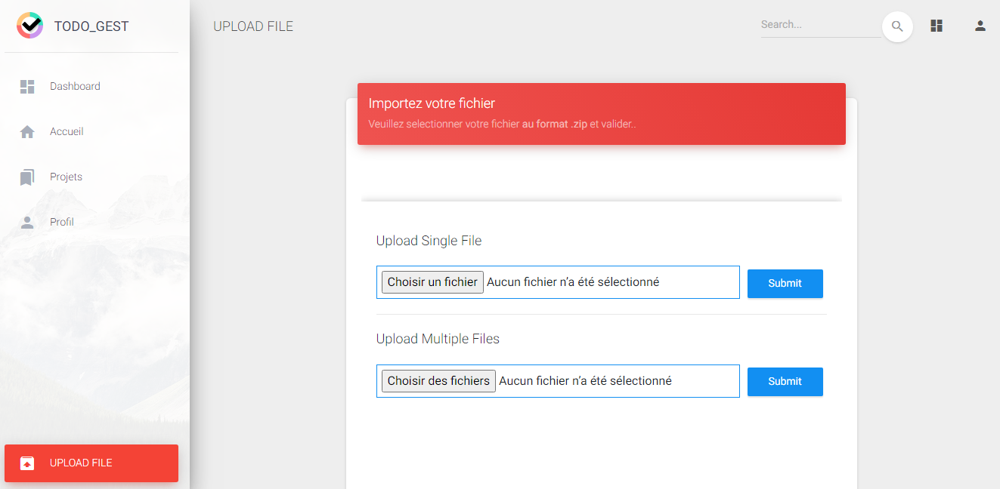 TODO_GEST
Dashboard
Accueil
Projets
Profil
UPLOAD FILE
UPLOAD FILE
Search...
Importez votre fichier
Veuillez selectionner votre fichier au format .zip et valider..
Upload Single File
Choisir un fichier Aucun fichier n’a été sélectionné
Submit
Upload Multiple Files
Choisir des fichiers Aucun fichier n’a été sélectionné
Submit